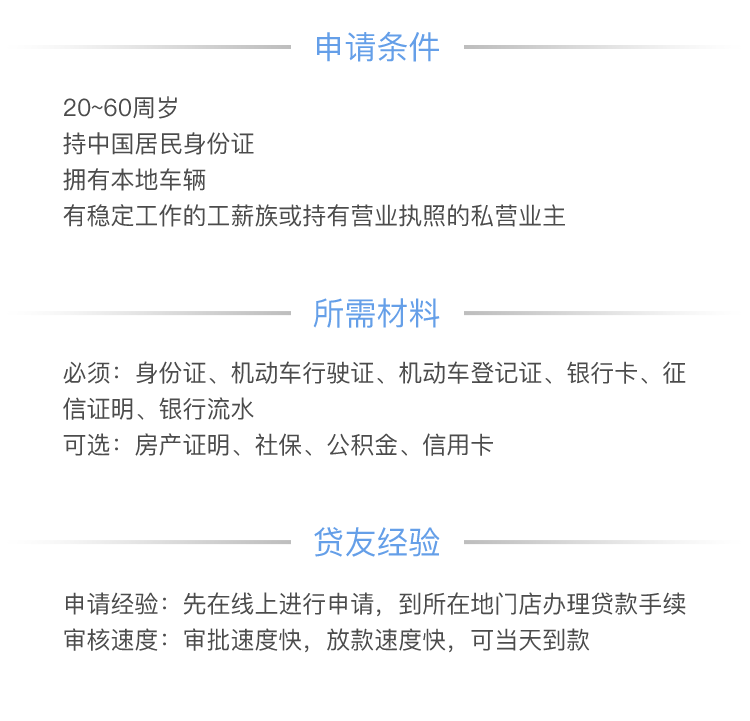 申请条件
20~60周岁
持中国居民身份证
拥有本地车辆
有稳定工作的工薪族或持有营业执照的私营业主
所需材料
必须：身份证、机动车行驶证、机动车登记证、银行卡、征
信证明、银行流水
可选：房产证明、社保、公积金、信用卡
贷友经验
申请经验：先在线上进行申请，到所在地门店办理贷款手续
审核速度：审批速度快，放款速度快，可当天到款